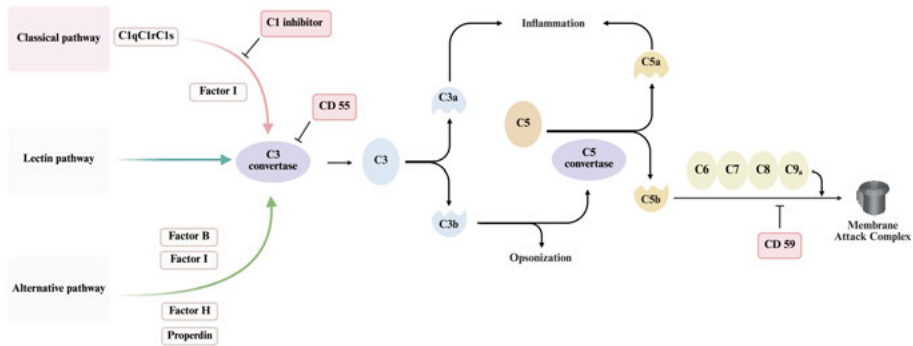 Classical pathway
C1qC1rC1s
C1 inhibitor
Factor I
CD 55
Lectin pathway
C3
convertase
C3
C3a
C3b
Inflammation
C5
C5
convertase
C5a
C5b
Opsonization
C6
C7
C8
C9ₙ
CD 59
Membrane
Attack Complex
Alternative pathway
Factor B
Factor I
Factor H
Properdin